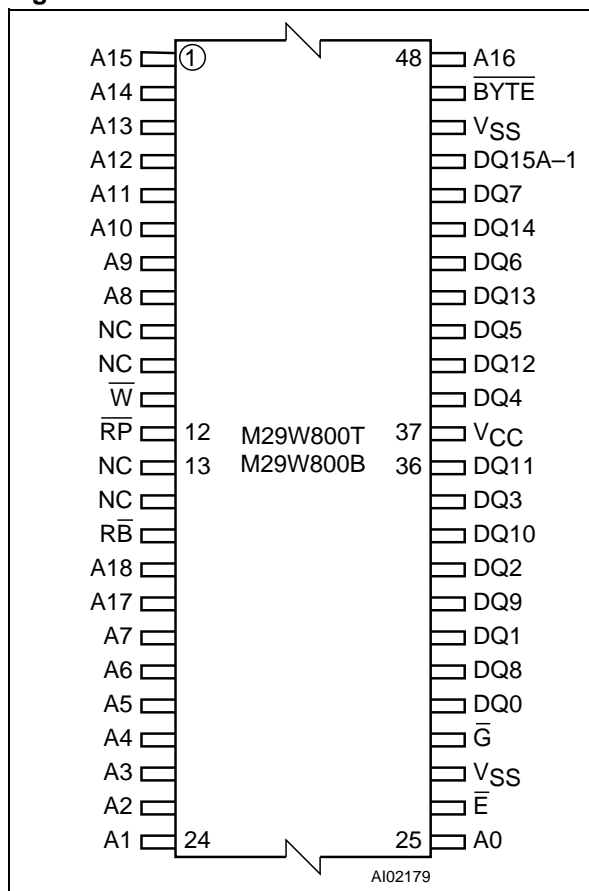 A15 ① 48 A16
A14 B̅Y̅T̅E̅
A13 VSS
A12 DQ15A–1
A11 DQ7
A10 DQ14
A9 DQ6
A8 DQ13
NC DQ5
NC DQ12
W̅ DQ4
R̅P̅ 12 M29W800T 37 VCC
NC 13 M29W800B 36 DQ11
NC DQ3
RB̅ DQ10
A18 DQ2
A17 DQ9
A7 DQ1
A6 DQ8
A5 DQ0
A4 G̅
A3 VSS
A2 E̅
A1 24 25 A0
AI02179